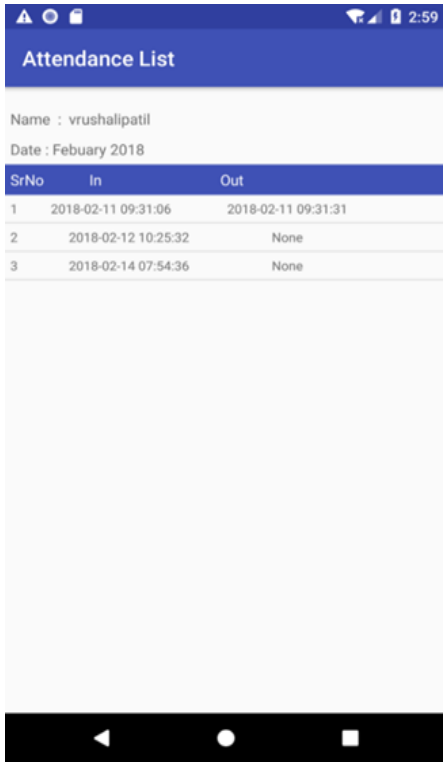 2:59
Attendance List
Name : vrushalipatil
Date : Febuary 2018
SrNo In Out
1 2018-02-11 09:31:06 2018-02-11 09:31:31
2 2018-02-12 10:25:32 None
3 2018-02-14 07:54:36 None